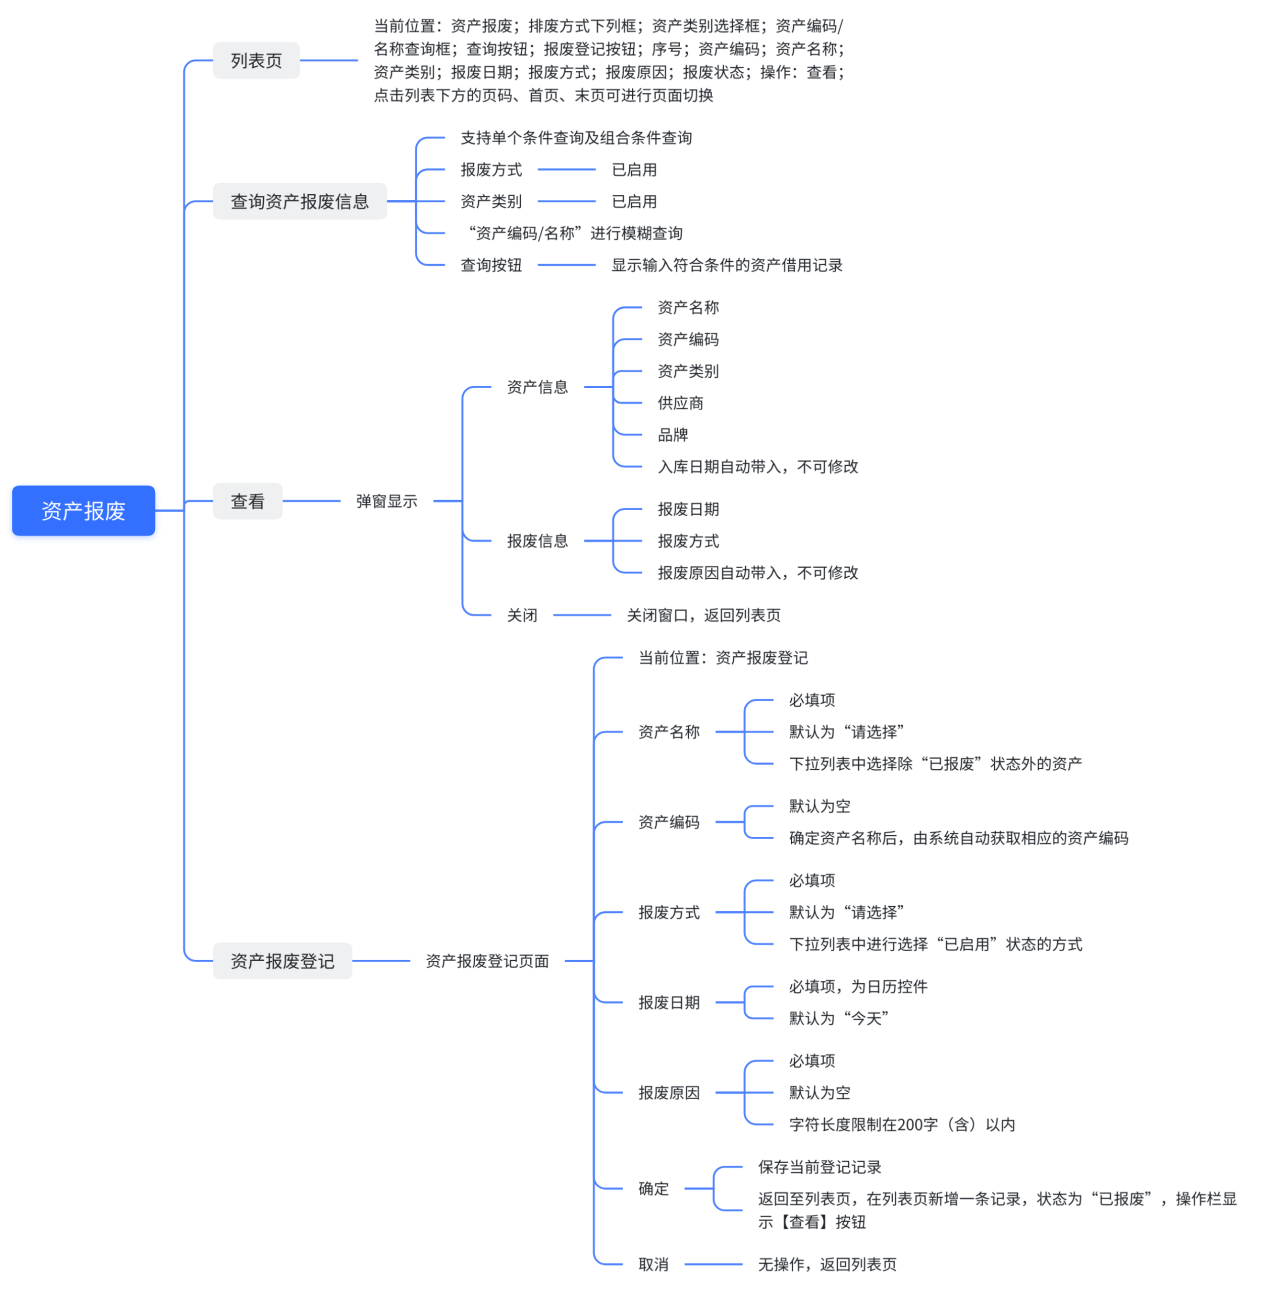 当前位置：资产报废；排废方式下列框；资产类别选择框；资产编码/
名称查询框；查询按钮；报废登记按钮；序号；资产编码；资产名称；
资产类别；报废日期；报废方式；报废原因；报废状态；操作：查看；
点击列表下方的页码、首页、末页可进行页面切换
列表页
支持单个条件查询及组合条件查询
报废方式
已启用
查询资产报废信息
资产类别
已启用
“资产编码/名称”进行模糊查询
查询按钮
显示输入符合条件的资产借用记录
资产名称
资产编码
资产类别
资产信息
供应商
品牌
入库日期自动带入，不可修改
资产报废
查看
弹窗显示
报废日期
报废信息
报废方式
报废原因自动带入，不可修改
关闭
关闭窗口，返回列表页
当前位置：资产报废登记
必填项
资产名称
默认为“请选择”
下拉列表中选择除“已报废”状态外的资产
资产编码
默认为空
确定资产名称后，由系统自动获取相应的资产编码
必填项
报废方式
默认为“请选择”
下拉列表中进行选择“已启用”状态的方式
资产报废登记
资产报废登记页面
报废日期
必填项，为日历控件
默认为“今天”
必填项
报废原因
默认为空
字符长度限制在200字（含）以内
确定
保存当前登记记录
返回至列表页，在列表页新增一条记录，状态为“已报废”，操作栏显
示【查看】按钮
取消
无操作，返回列表页